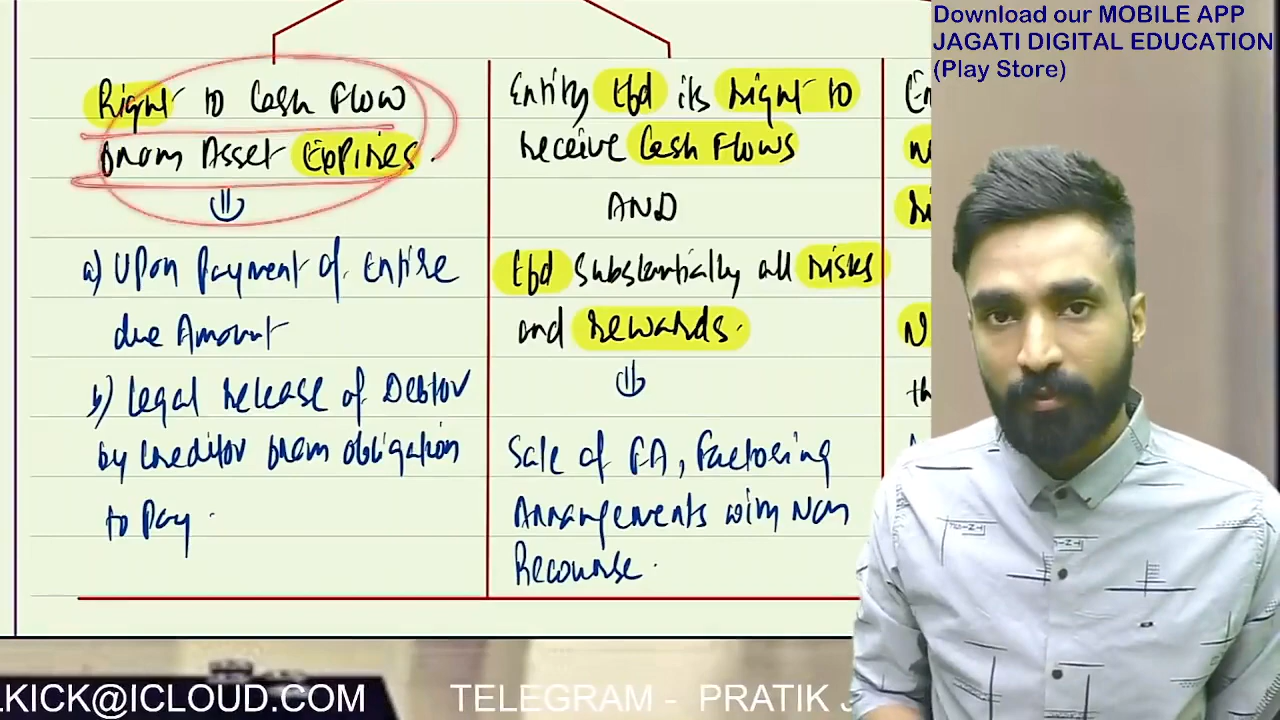 Download our MOBILE APP
JAGATI DIGITAL EDUCATION
(Play Store)
Right to Cash Flow
from Asset Expires.
a) Upon Payment of Entire
due Amount
b) Legal release of Debtor
by creditor from obligation
to Pay.
Entity tfd its right to
receive Cash Flows
AND
tfd substantially all risks
and rewards.
Sale of FA, Factoring
Arrangements with Non
Recourse.
.KICK@ICLOUD.COM
TELEGRAM - PRATIK J